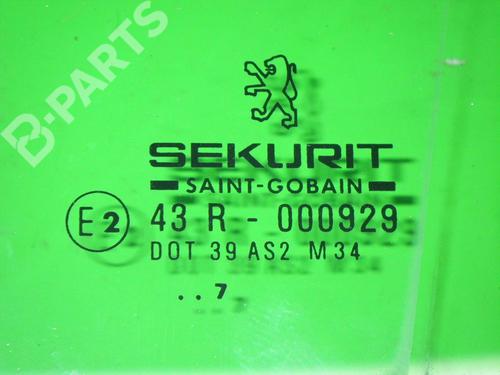 B-PARTS
SEKURIT
SAINT-GOBAIN
E2 43 R - 000929
DOT 39 AS2 M34
..7